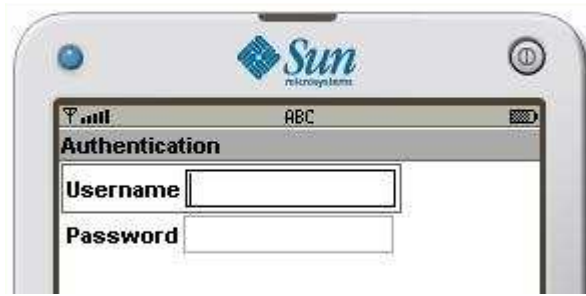 Sun
microsystems
ABC
Authentication
Username
Password